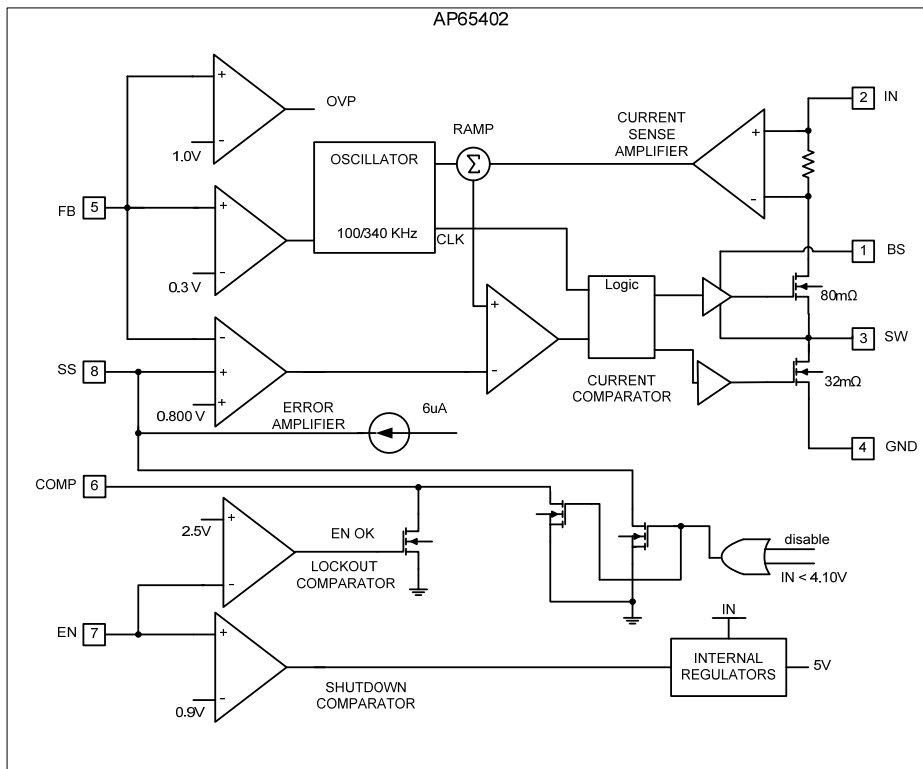 AP65402
+
OVP
-
1.0V
2
IN
CURRENT
SENSE
AMPLIFIER
+
-
RAMP
Σ
OSCILLATOR
100/340 KHz
CLK
FB
5
+
-
0.3 V
1
BS
Logic
80mΩ
+
-
3
SW
SS
8
-
+
+
0.800 V
ERROR
AMPLIFIER
6uA
CURRENT
COMPARATOR
32mΩ
4
GND
COMP
6
+
2.5V
-
EN OK
LOCKOUT
COMPARATOR
disable
IN < 4.10V
EN
7
+
-
0.9V
SHUTDOWN
COMPARATOR
IN
INTERNAL
REGULATORS
5V